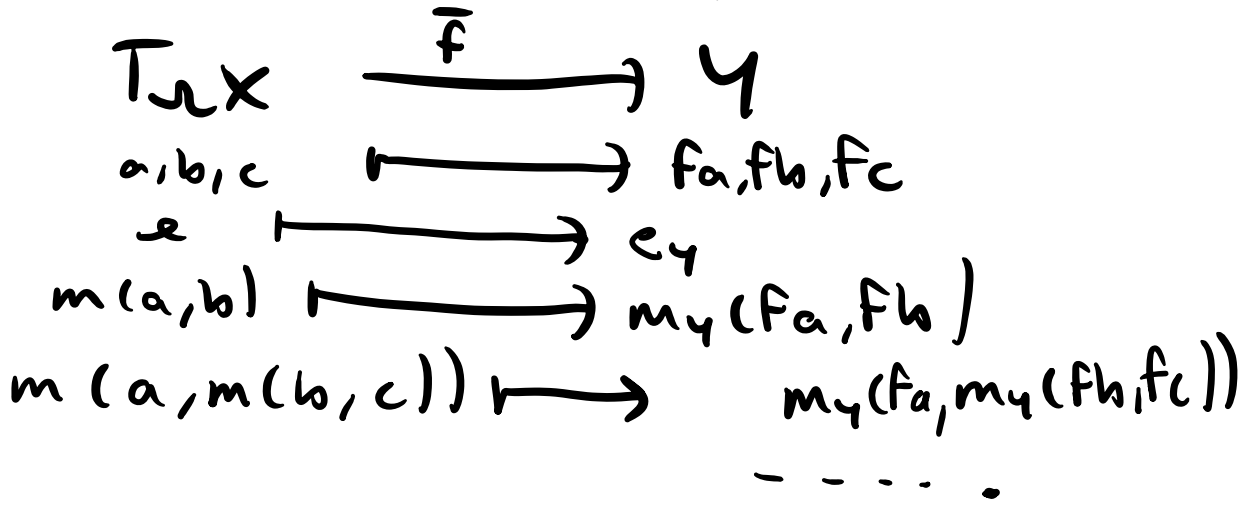 T_Ω X --f̄--> Y
a,b,c ↦ fa,fb,fc
e ↦ e_Y
m(a,b) ↦ m_Y(fa,fb)
m(a,m(b,c)) ↦ m_Y(fa,m_Y(fb,fc))
- - - - .